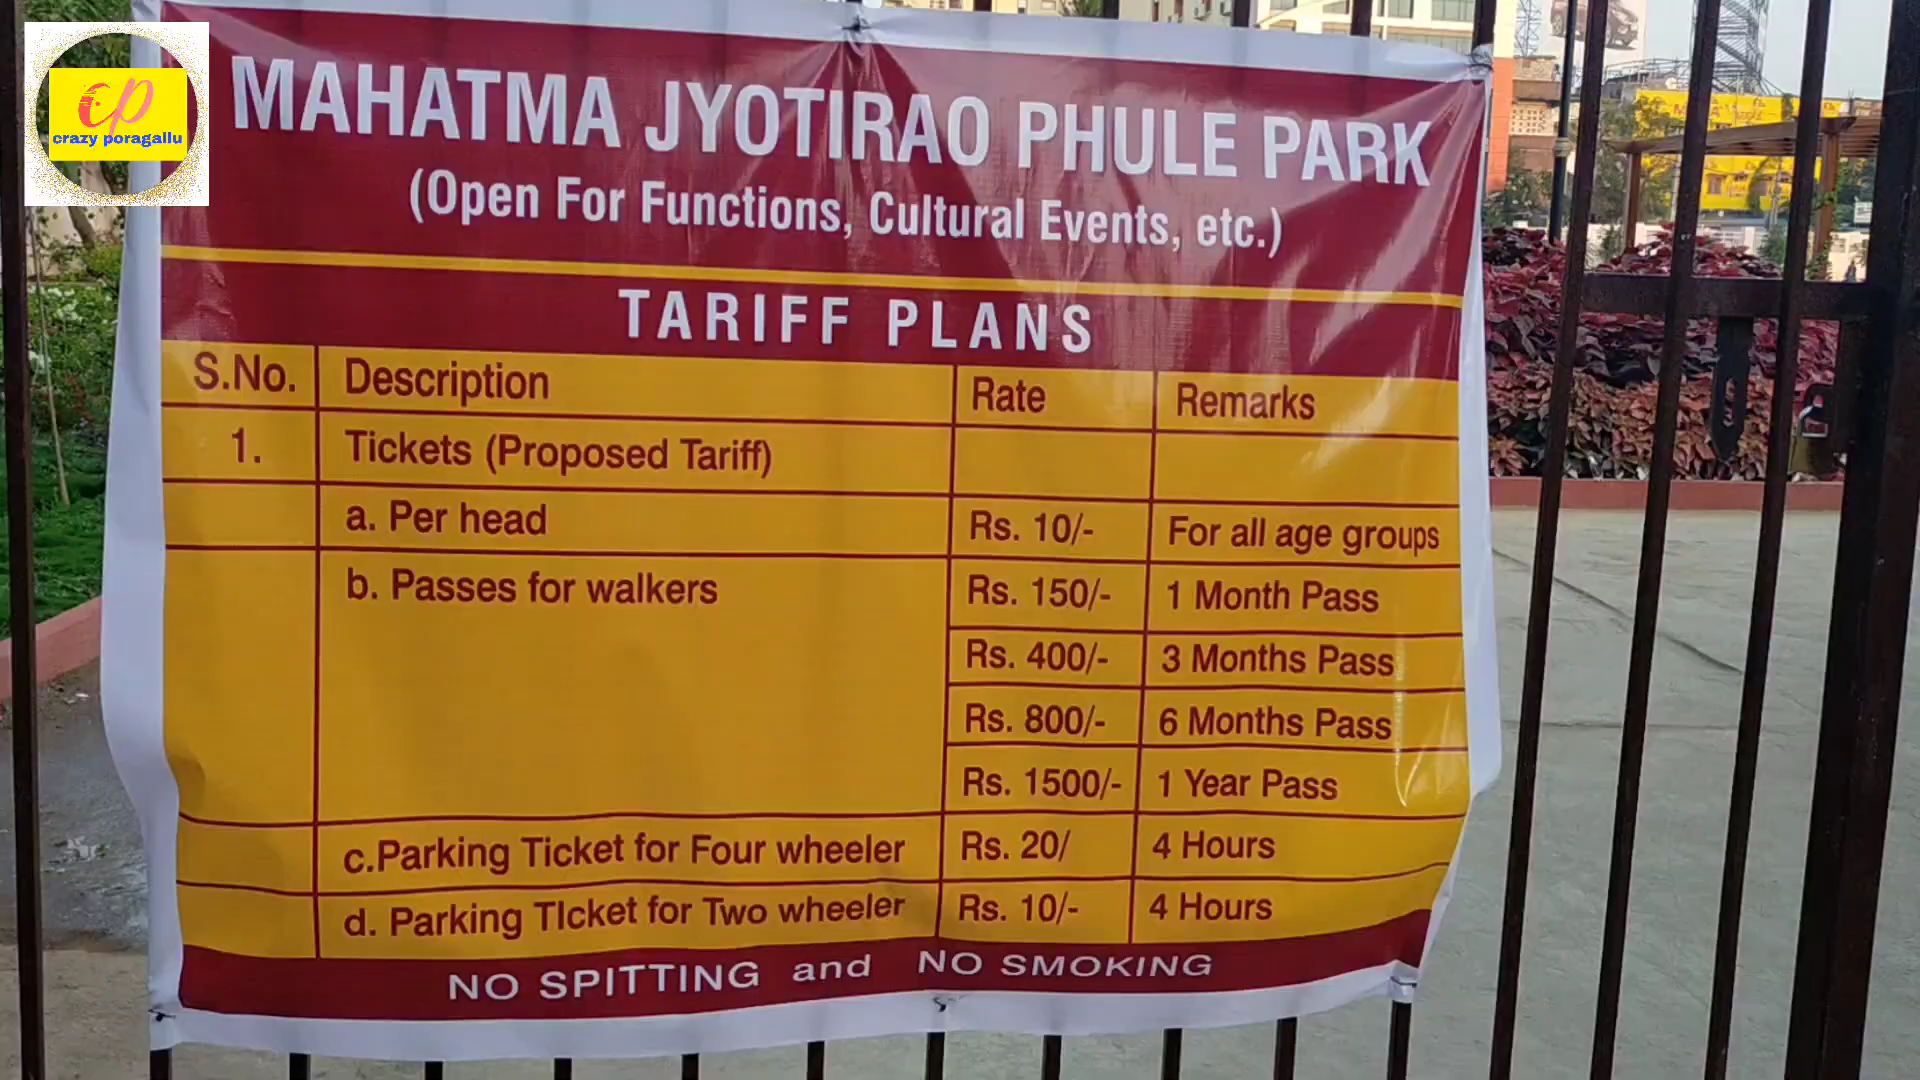 cp
crazy poragallu
MAHATMA JYOTIRAO PHULE PARK
(Open For Functions, Cultural Events, etc.)
TARIFF PLANS
S.No. Description Rate Remarks
1. Tickets (Proposed Tariff)
a. Per head Rs. 10/- For all age groups
b. Passes for walkers Rs. 150/- 1 Month Pass
Rs. 400/- 3 Months Pass
Rs. 800/- 6 Months Pass
Rs. 1500/- 1 Year Pass
c.Parking Ticket for Four wheeler Rs. 20/ 4 Hours
d. Parking TIcket for Two wheeler Rs. 10/- 4 Hours
NO SPITTING and NO SMOKING